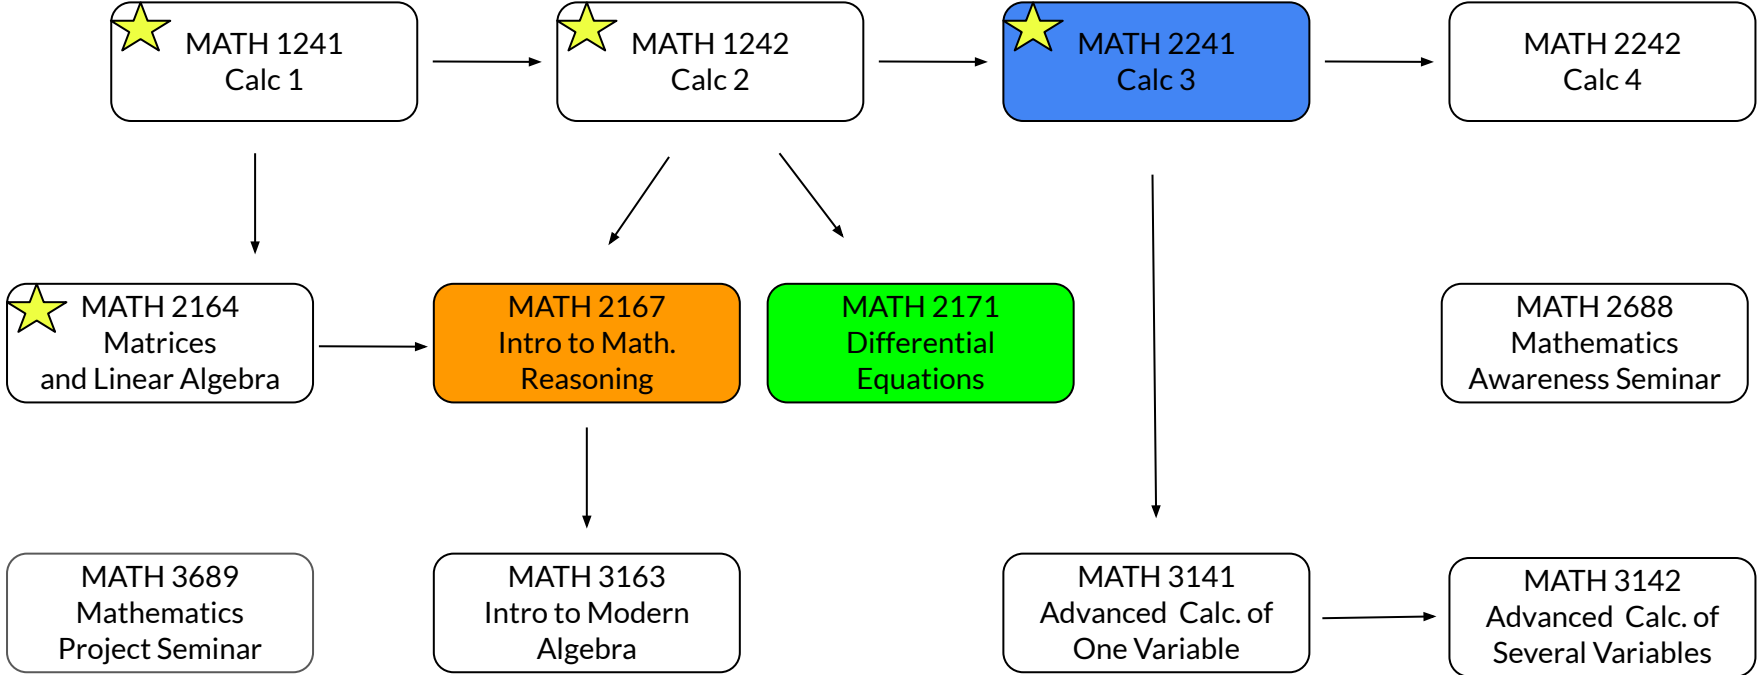 MATH 1241
Calc 1
MATH 1242
Calc 2
MATH 2241
Calc 3
MATH 2242
Calc 4
MATH 2164
Matrices
and Linear Algebra
MATH 2167
Intro to Math.
Reasoning
MATH 2171
Differential
Equations
MATH 2688
Mathematics
Awareness Seminar
MATH 3689
Mathematics
Project Seminar
MATH 3163
Intro to Modern
Algebra
MATH 3141
Advanced Calc. of
One Variable
MATH 3142
Advanced Calc. of
Several Variables